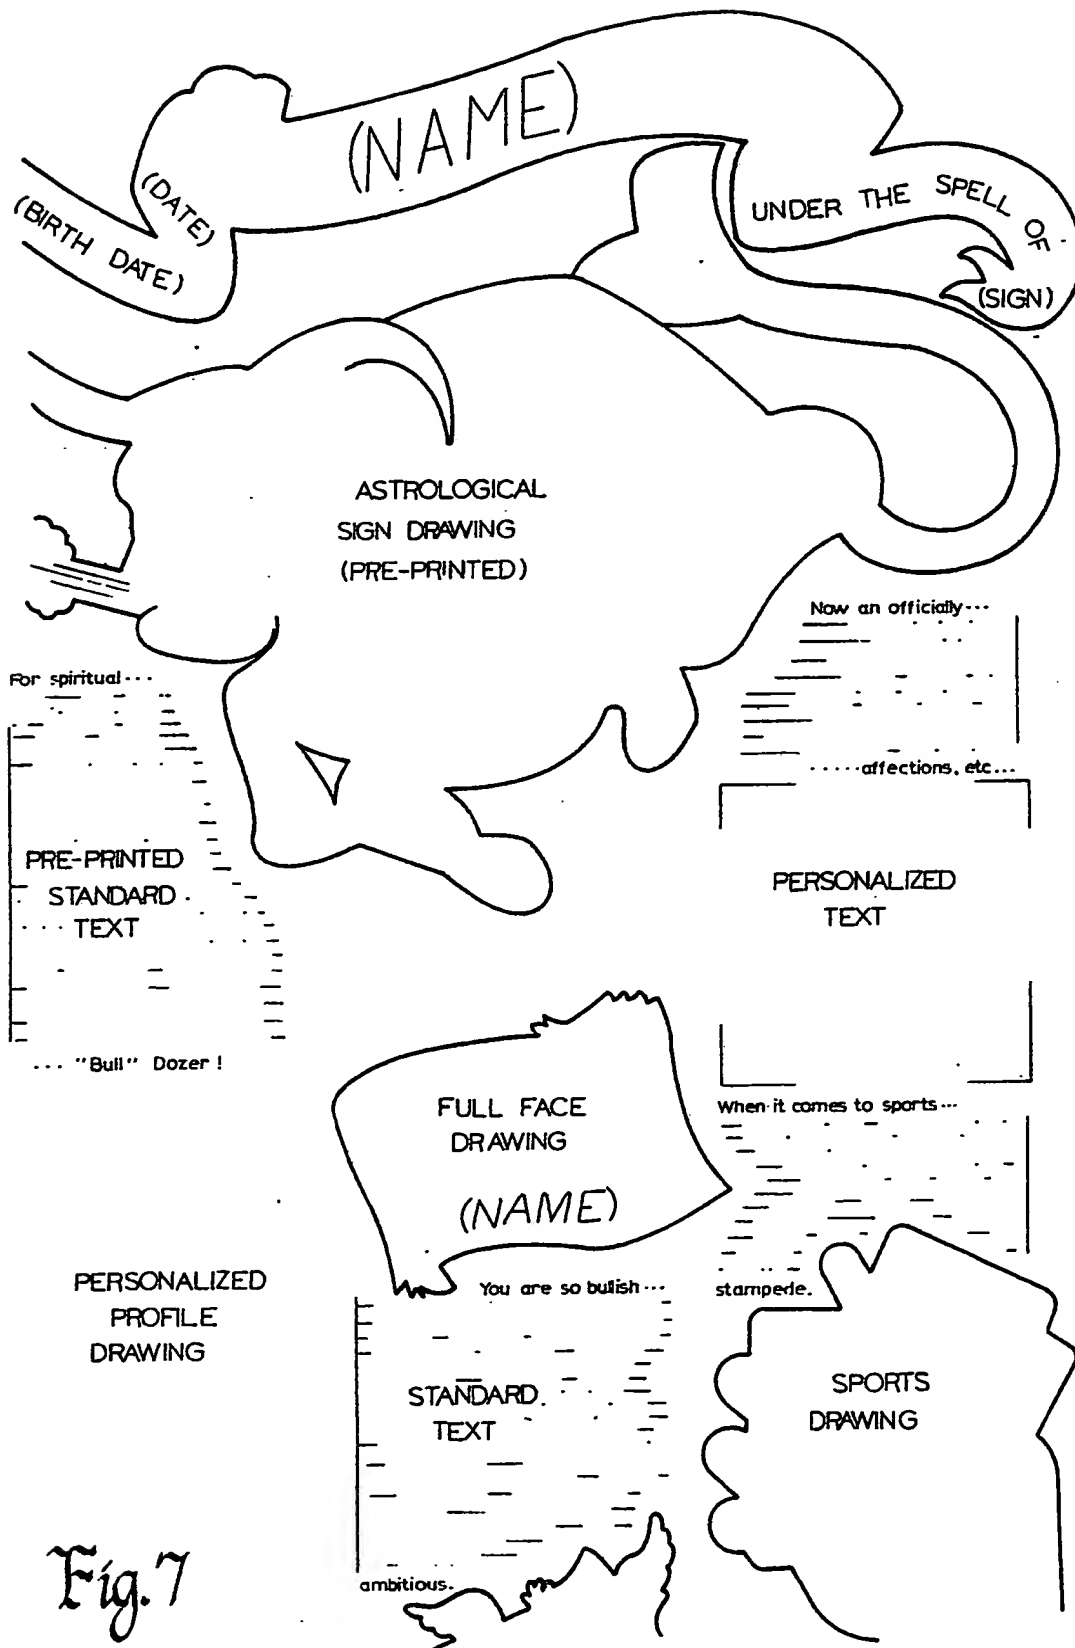 (NAME)
(DATE)
(BIRTH DATE)
UNDER THE SPELL OF
(SIGN)
ASTROLOGICAL
SIGN DRAWING
(PRE-PRINTED)
Now an officially...
.....affections, etc...
For spiritual...
PRE-PRINTED
STANDARD
TEXT
... "Bull" Dozer!
PERSONALIZED
TEXT
FULL FACE
DRAWING
(NAME)
When it comes to sports...
stampede.
PERSONALIZED
PROFILE
DRAWING
You are so bullish...
STANDARD
TEXT
ambitious.
SPORTS
DRAWING
Fig. 7